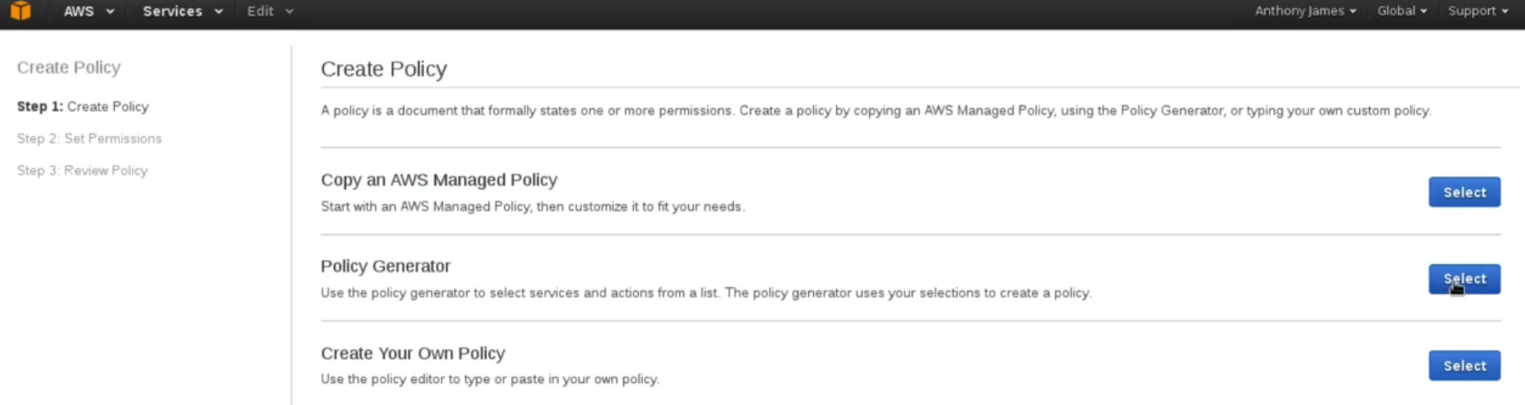 AWS Services Edit Anthony James Global Support
Create Policy
Step 1: Create Policy
Step 2: Set Permissions
Step 3: Review Policy
Create Policy
A policy is a document that formally states one or more permissions. Create a policy by copying an AWS Managed Policy, using the Policy Generator, or typing your own custom policy.
Copy an AWS Managed Policy
Start with an AWS Managed Policy, then customize it to fit your needs.
Select
Policy Generator
Use the policy generator to select services and actions from a list. The policy generator uses your selections to create a policy.
Select
Create Your Own Policy
Use the policy editor to type or paste in your own policy.
Select